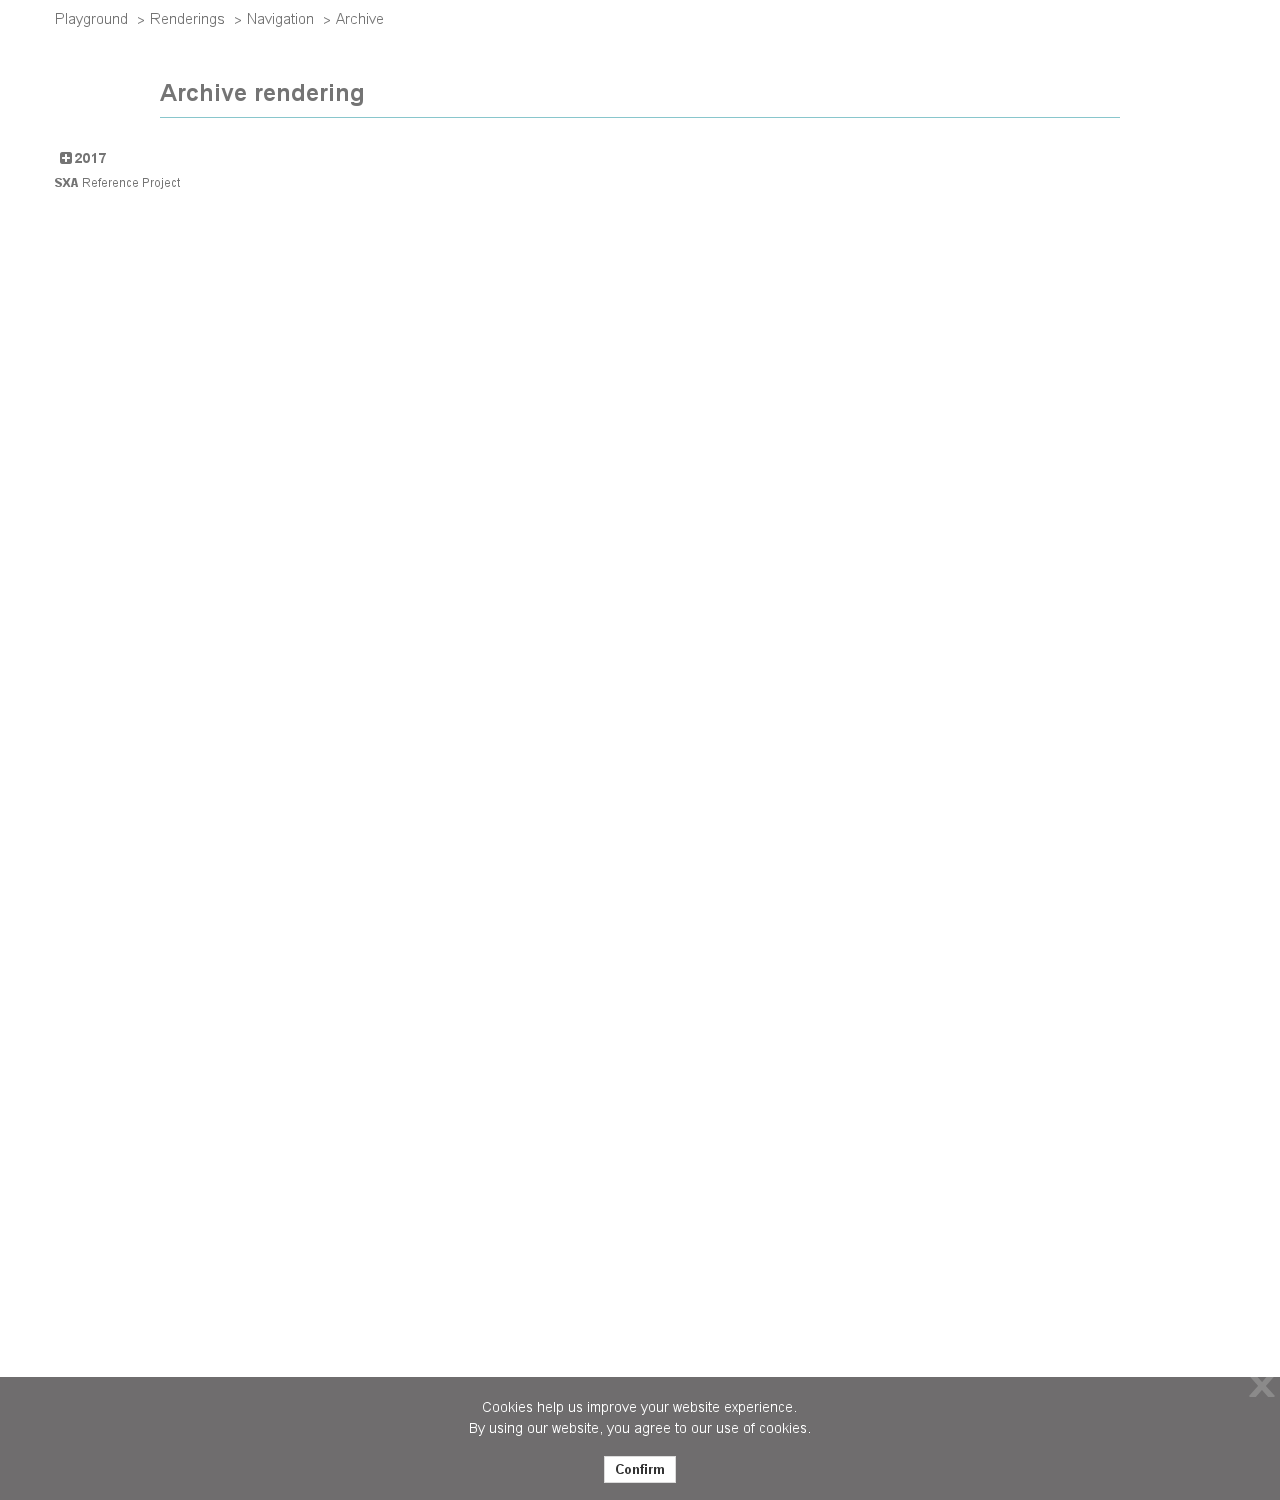 Playground > Renderings > Navigation > Archive
Archive rendering
2017
SXA Reference Project
Cookies help us improve your website experience.
By using our website, you agree to our use of cookies.
Confirm